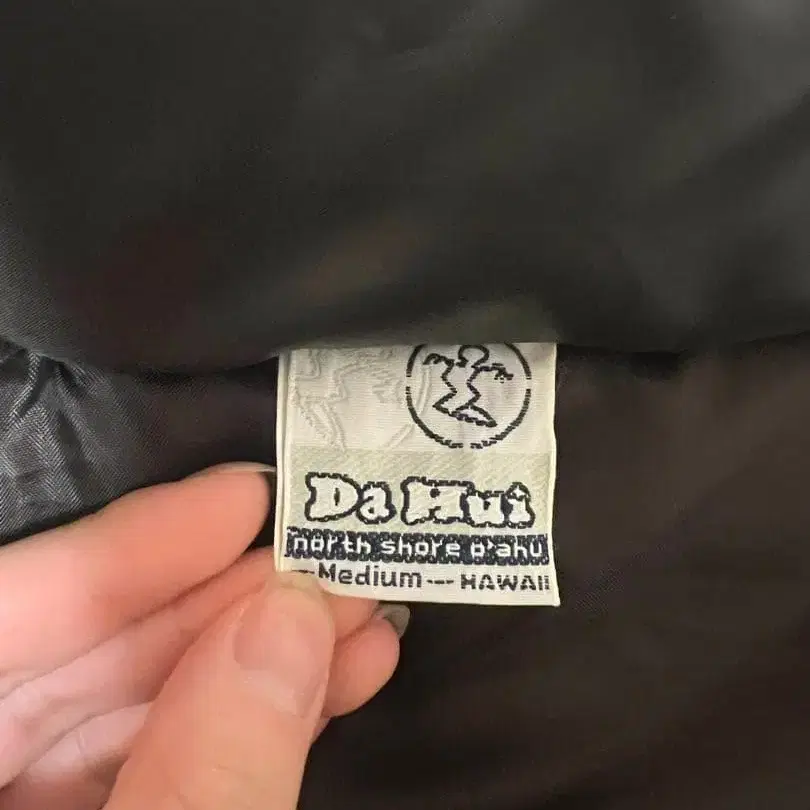 Da Hui
north shore o'ahu
Medium --- HAWAII